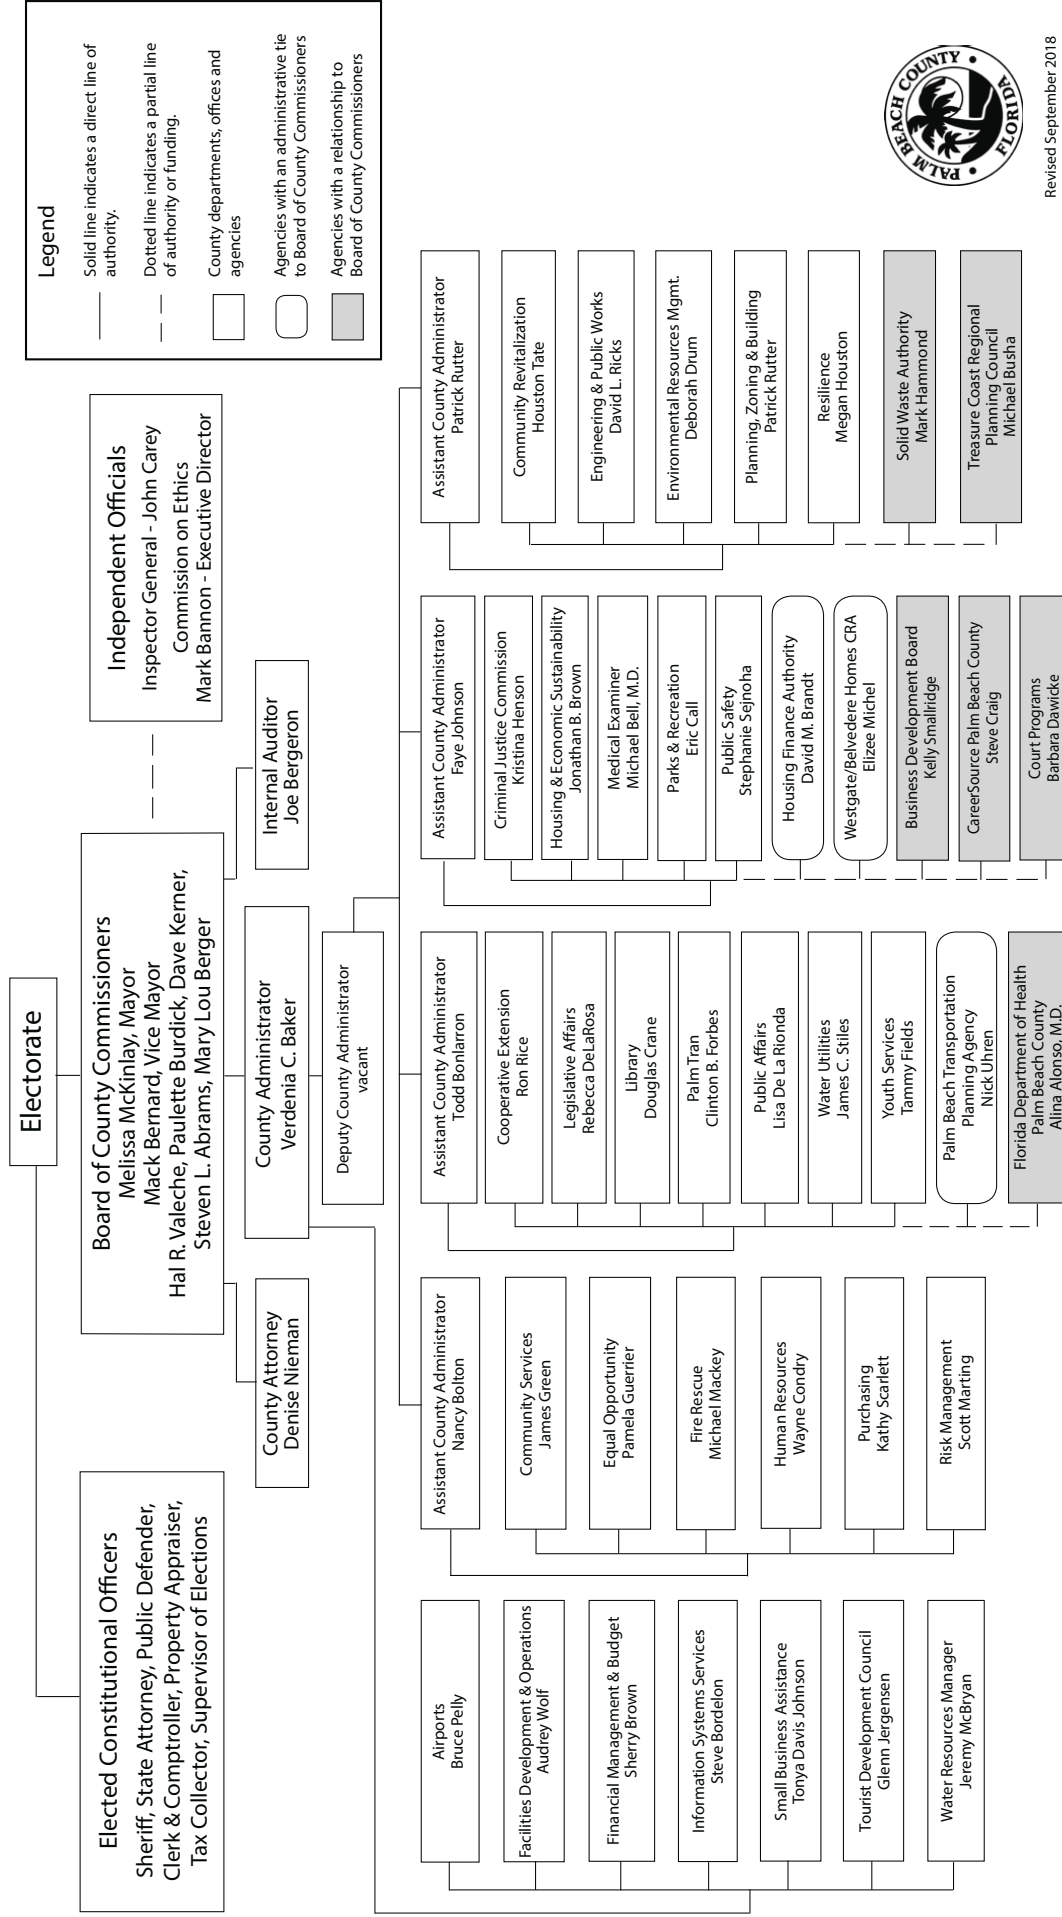 Electorate
Elected Constitutional Officers
Sheriff, State Attorney, Public Defender,
Clerk & Comptroller, Property Appraiser,
Tax Collector, Supervisor of Elections
Board of County Commissioners
Melissa McKinlay, Mayor
Mack Bernard, Vice Mayor
Hal R. Valeche, Paulette Burdick, Dave Kerner,
Steven L. Abrams, Mary Lou Berger
Independent Officials
Inspector General - John Carey
Commission on Ethics
Mark Bannon - Executive Director
Legend
Solid line indicates a direct line of
authority.
Dotted line indicates a partial line
of authority or funding.
County departments, offices and
agencies
Agencies with an administrative tie
to Board of County Commissioners
Agencies with a relationship to
Board of County Commissioners
County Attorney
Denise Nieman
County Administrator
Verdenia C. Baker
Internal Auditor
Joe Bergeron
Deputy County Administrator
vacant
Airports
Bruce Pelly
Facilities Development & Operations
Audrey Wolf
Financial Management & Budget
Sherry Brown
Information Systems Services
Steve Bordelon
Small Business Assistance
Tonya Davis Johnson
Tourist Development Council
Glenn Jergensen
Water Resources Manager
Jeremy McBryan
Assistant County Administrator
Nancy Bolton
Community Services
James Green
Equal Opportunity
Pamela Guerrier
Fire Rescue
Michael Mackey
Human Resources
Wayne Condry
Purchasing
Kathy Scarlett
Risk Management
Scott Marting
Assistant County Administrator
Todd Bonlarron
Cooperative Extension
Ron Rice
Legislative Affairs
Rebecca DeLaRosa
Library
Douglas Crane
Palm Tran
Clinton B. Forbes
Public Affairs
Lisa De La Rionda
Water Utilities
James C. Stiles
Youth Services
Tammy Fields
Palm Beach Transportation
Planning Agency
Nick Uhren
Florida Department of Health
Palm Beach County
Alina Alonso, M.D.
Assistant County Administrator
Faye Johnson
Criminal Justice Commission
Kristina Henson
Housing & Economic Sustainability
Jonathan B. Brown
Medical Examiner
Michael Bell, M.D.
Parks & Recreation
Eric Call
Public Safety
Stephanie Sejnoha
Housing Finance Authority
David M. Brandt
Westgate/Belvedere Homes CRA
Elizee Michel
Business Development Board
Kelly Smallridge
CareerSource Palm Beach County
Steve Craig
Court Programs
Barbara Dawicke
Assistant County Administrator
Patrick Rutter
Community Revitalization
Houston Tate
Engineering & Public Works
David L. Ricks
Environmental Resources Mgmt.
Deborah Drum
Planning, Zoning & Building
Patrick Rutter
Resilience
Megan Houston
Solid Waste Authority
Mark Hammond
Treasure Coast Regional
Planning Council
Michael Busha
PALM BEACH COUNTY
FLORIDA
Revised September 2018